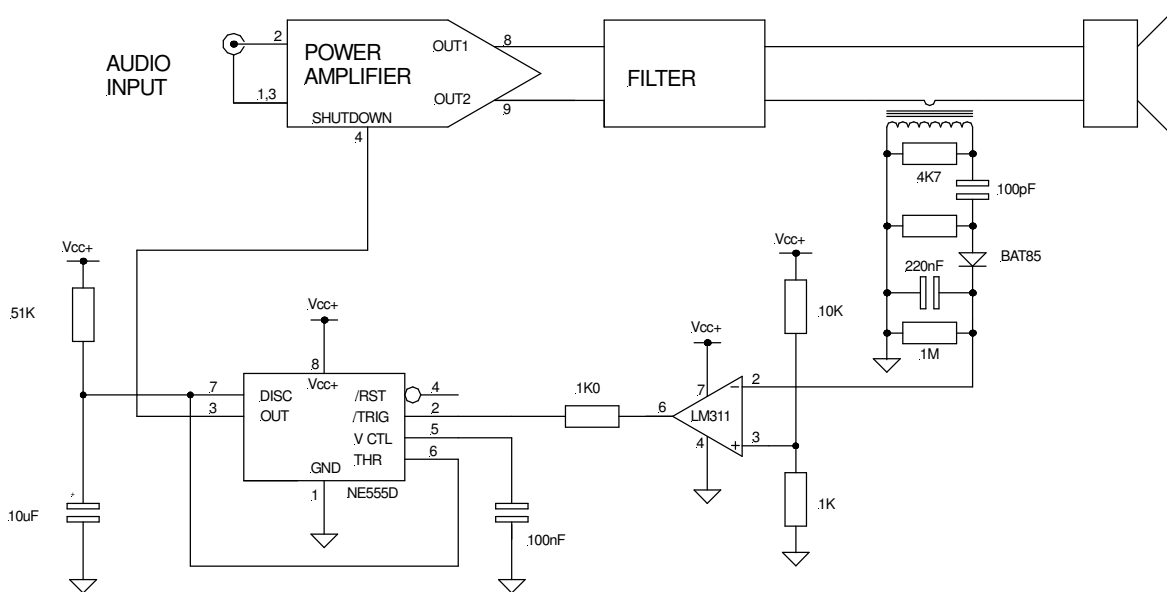 AUDIO
INPUT
2
1,3
POWER
AMPLIFIER
OUT1
OUT2
SHUTDOWN
4
8
9
FILTER
4K7
100pF
BAT85
220nF
1M
Vcc+
51K
10uF
+
Vcc+
8
Vcc+
7
DISC
3
OUT
/RST
4
/TRIG
2
V CTL
5
THR
6
GND
1
NE555D
100nF
1K0
6
Vcc+
7
LM311
4
2
3
-
+
Vcc+
10K
1K